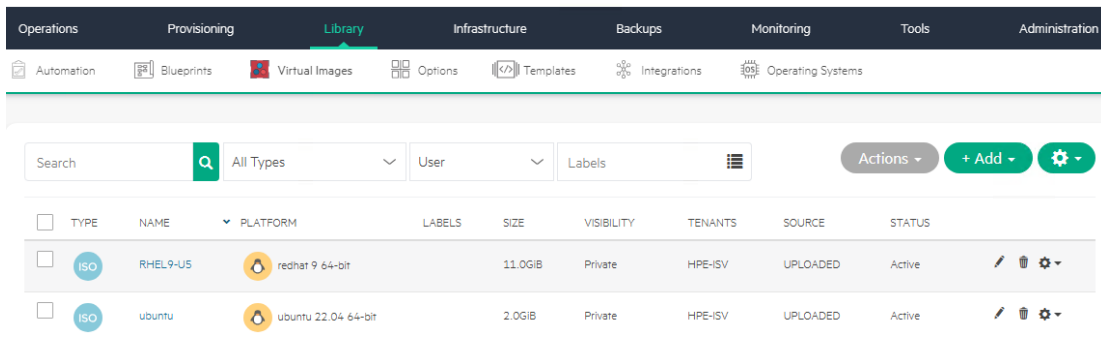 Operations Provisioning Library Infrastructure Backups Monitoring Tools Administration
Automation Blueprints Virtual Images Options </> Templates Integrations OS Operating Systems
Search All Types User Labels Actions + Add
TYPE NAME PLATFORM LABELS SIZE VISIBILITY TENANTS SOURCE STATUS
ISO RHEL9-U5 redhat 9 64-bit 11.0GiB Private HPE-ISV UPLOADED Active
ISO ubuntu ubuntu 22.04 64-bit 2.0GiB Private HPE-ISV UPLOADED Active